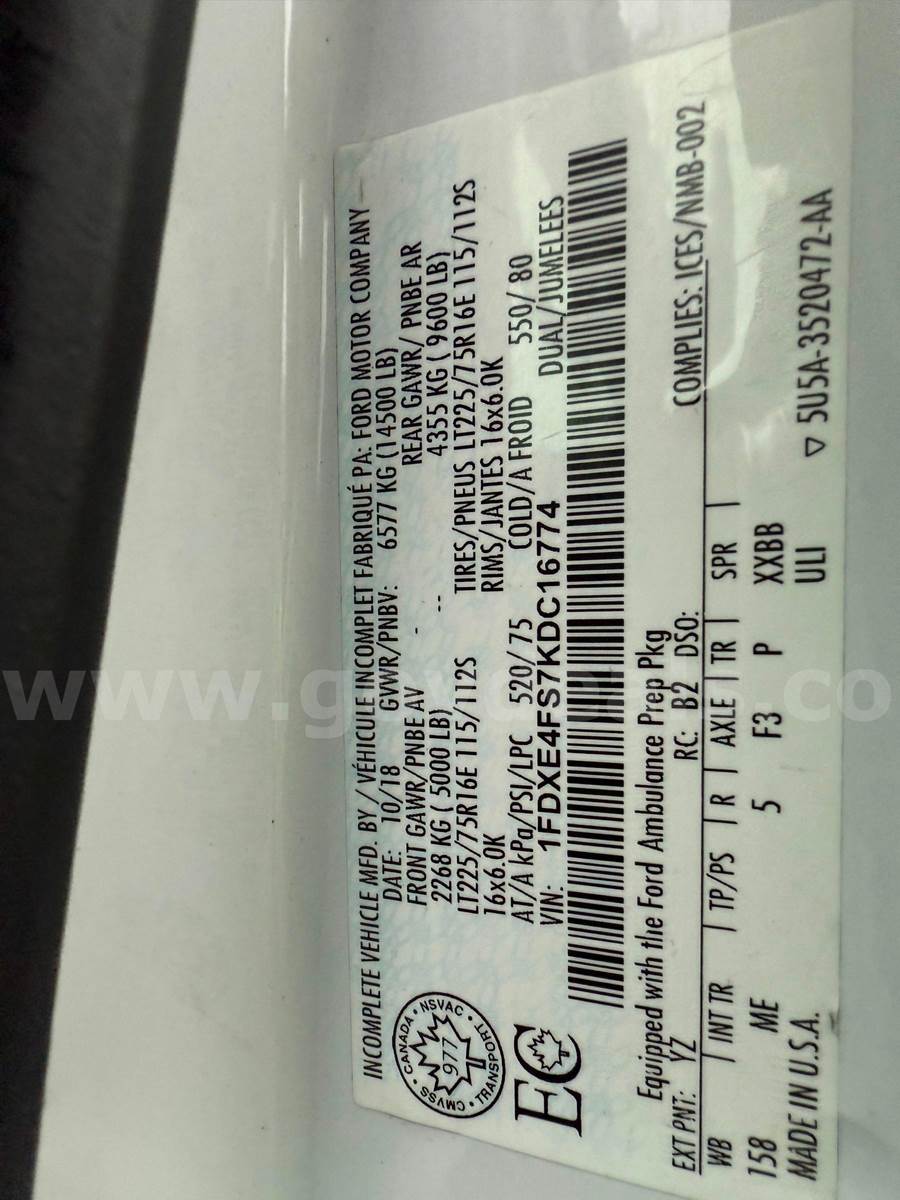 INCOMPLETE VEHICLE MFD. BY / VÉHICULE INCOMPLET FABRIQUÉ PA: FORD MOTOR COMPANY
DATE: 10/18 GVWR/PNBV: 6577 KG (14500 LB)
FRONT GAWR/PNBE AV - REAR GAWR/ PNBE AR
2268 KG ( 5000 LB) -- 4355 KG ( 9600 LB)
LT225/75R16E 115/112S TIRES/PNEUS LT225/75R16E 115/112S
16x6.0K RIMS/JANTES 16x6.0K
AT/A kPa/PSI/LPC 520/75 COLD/A FROID 550/ 80
VIN: 1FDXE4FS7KDC16774 DUAL/JUMELEES
CMVSS • CANADA • NSVAC • TRANSPORT •
977
EC
Equipped with the Ford Ambulance Prep Pkg
EXT PNT: YZ RC: B2 DSO: COMPLIES: ICES/NMB-002
WB | INT TR | TP/PS | R | AXLE | TR | SPR
158 ME 5 F3 P XXBB
MADE IN U.S.A. ULI ▽ 5U5A-3520472-AA